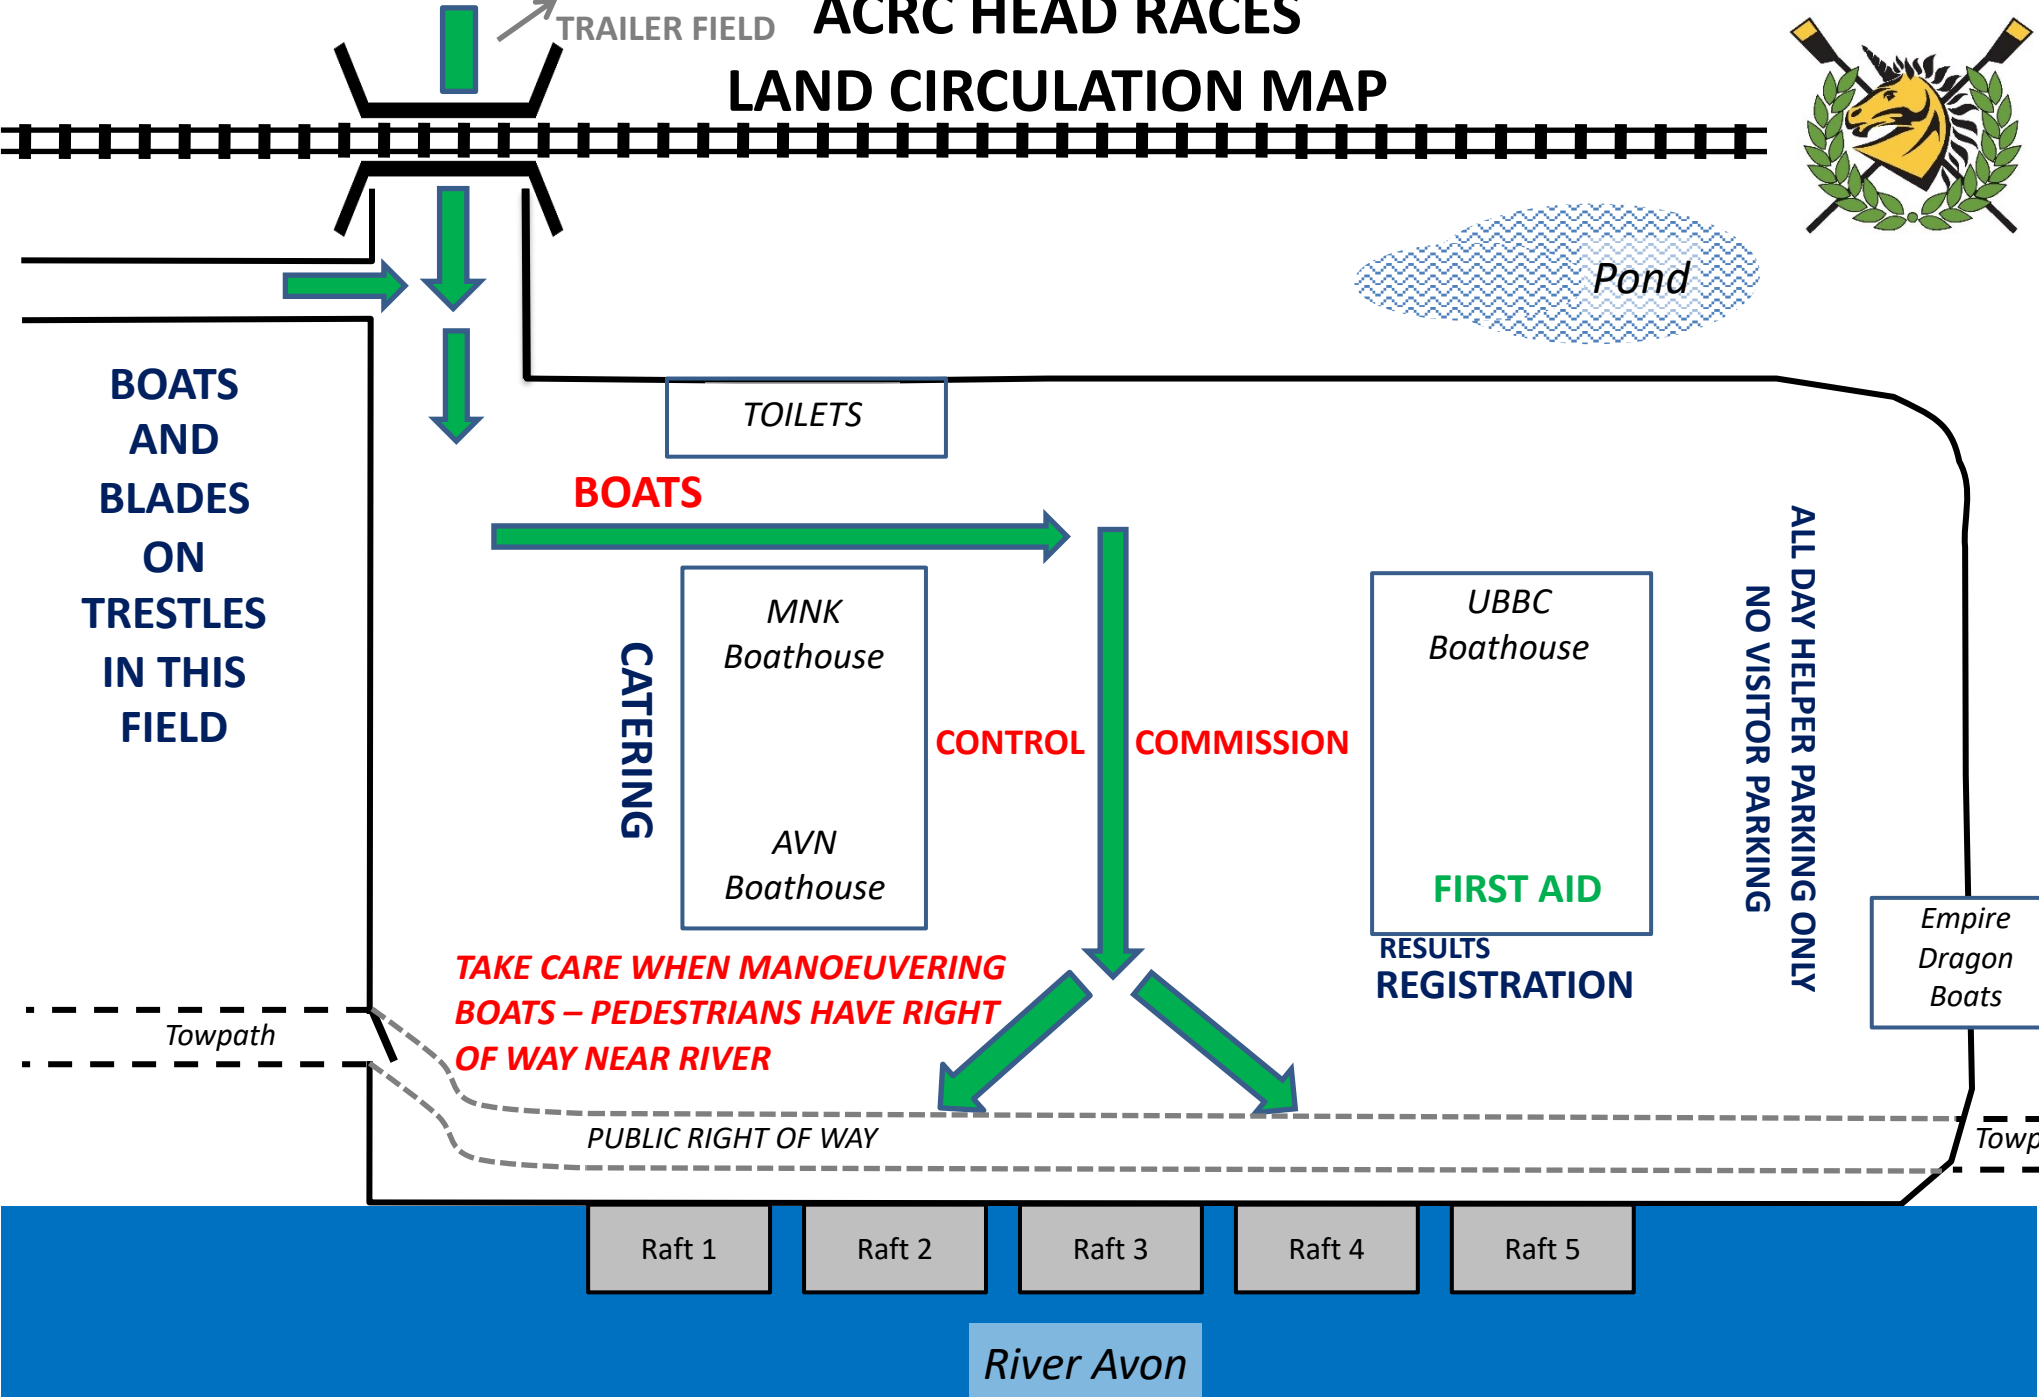 TRAILER FIELD
ACRC HEAD RACES
LAND CIRCULATION MAP
Pond
BOATS
AND
BLADES
ON
TRESTLES
IN THIS
FIELD
TOILETS
BOATS
MNK
Boathouse
AVN
Boathouse
CATERING
CONTROL
COMMISSION
UBBC
Boathouse
FIRST AID
RESULTS
REGISTRATION
ALL DAY HELPER PARKING ONLY
NO VISITOR PARKING
Empire
Dragon
Boats
TAKE CARE WHEN MANOEUVERING
BOATS – PEDESTRIANS HAVE RIGHT
OF WAY NEAR RIVER
Towpath
PUBLIC RIGHT OF WAY
Towp
Raft 1
Raft 2
Raft 3
Raft 4
Raft 5
River Avon